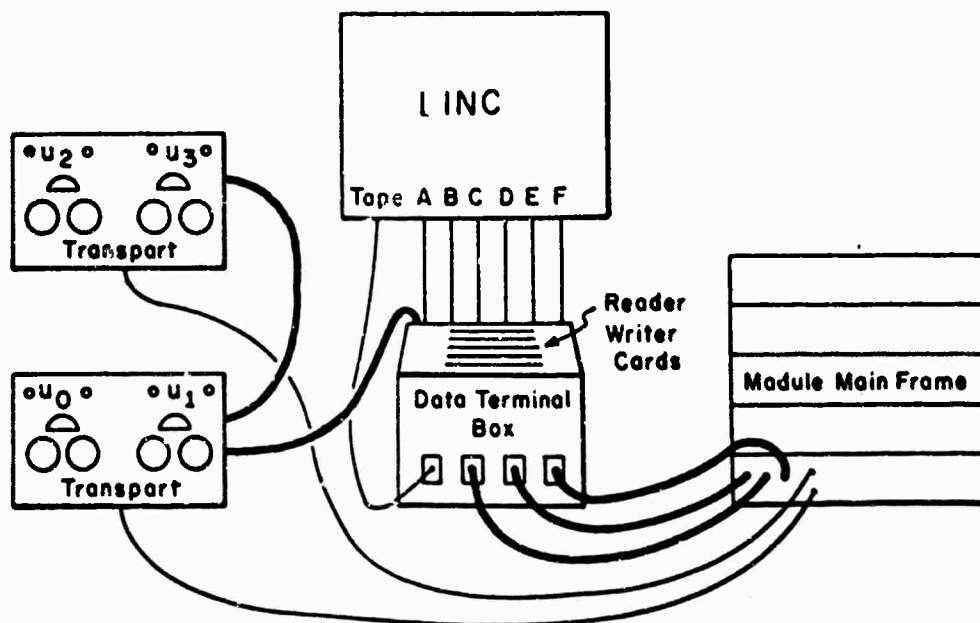 LINC
Tape A B C D E F
u2 u3
Transport
Reader
Writer
Cards
Module Main Frame
u0 u1
Transport
Data Terminal
Box